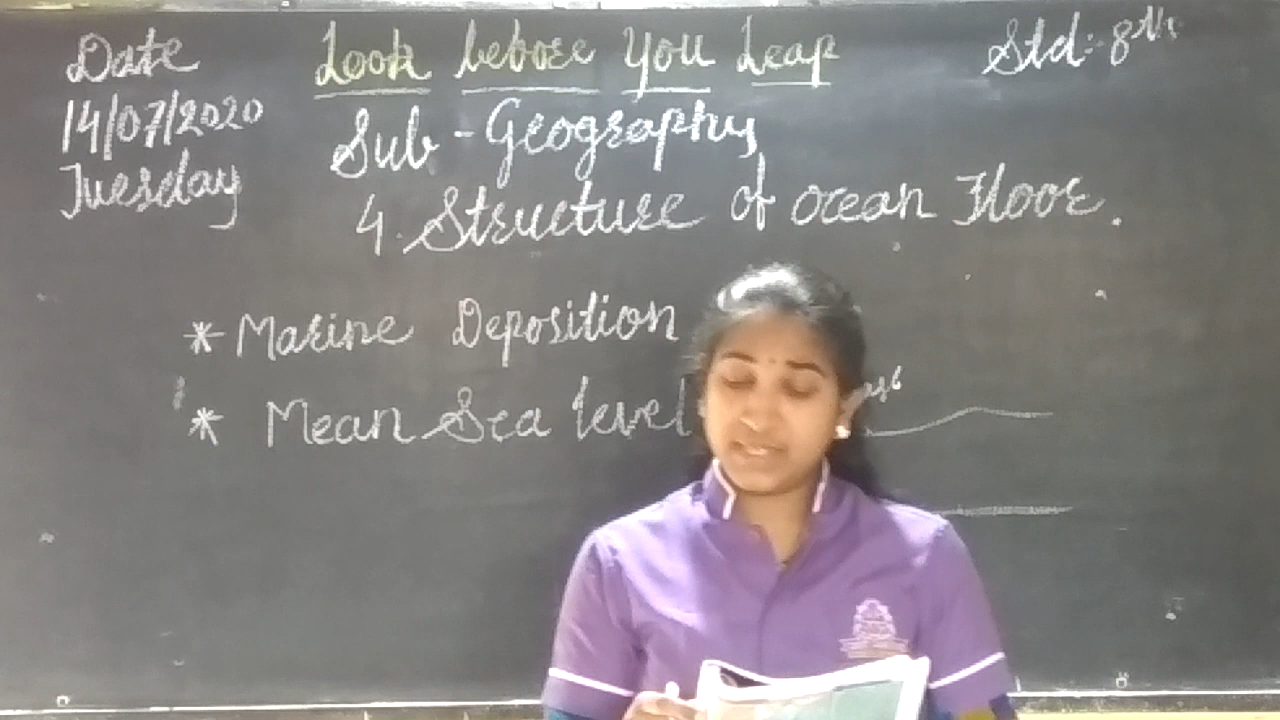 Date
14/07/2020
Tuesday
Look before You Leap
Std:- 8th
Sub - Geography
4. Structure of ocean Floor.
* Marine Deposition
* Mean Sea level